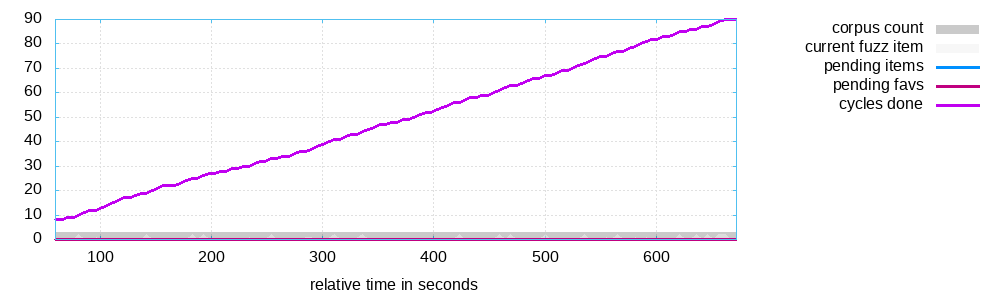 90
80
70
60
50
40
30
20
10
0
100 200 300 400 500 600
relative time in seconds
corpus count
current fuzz item
pending items
pending favs
cycles done